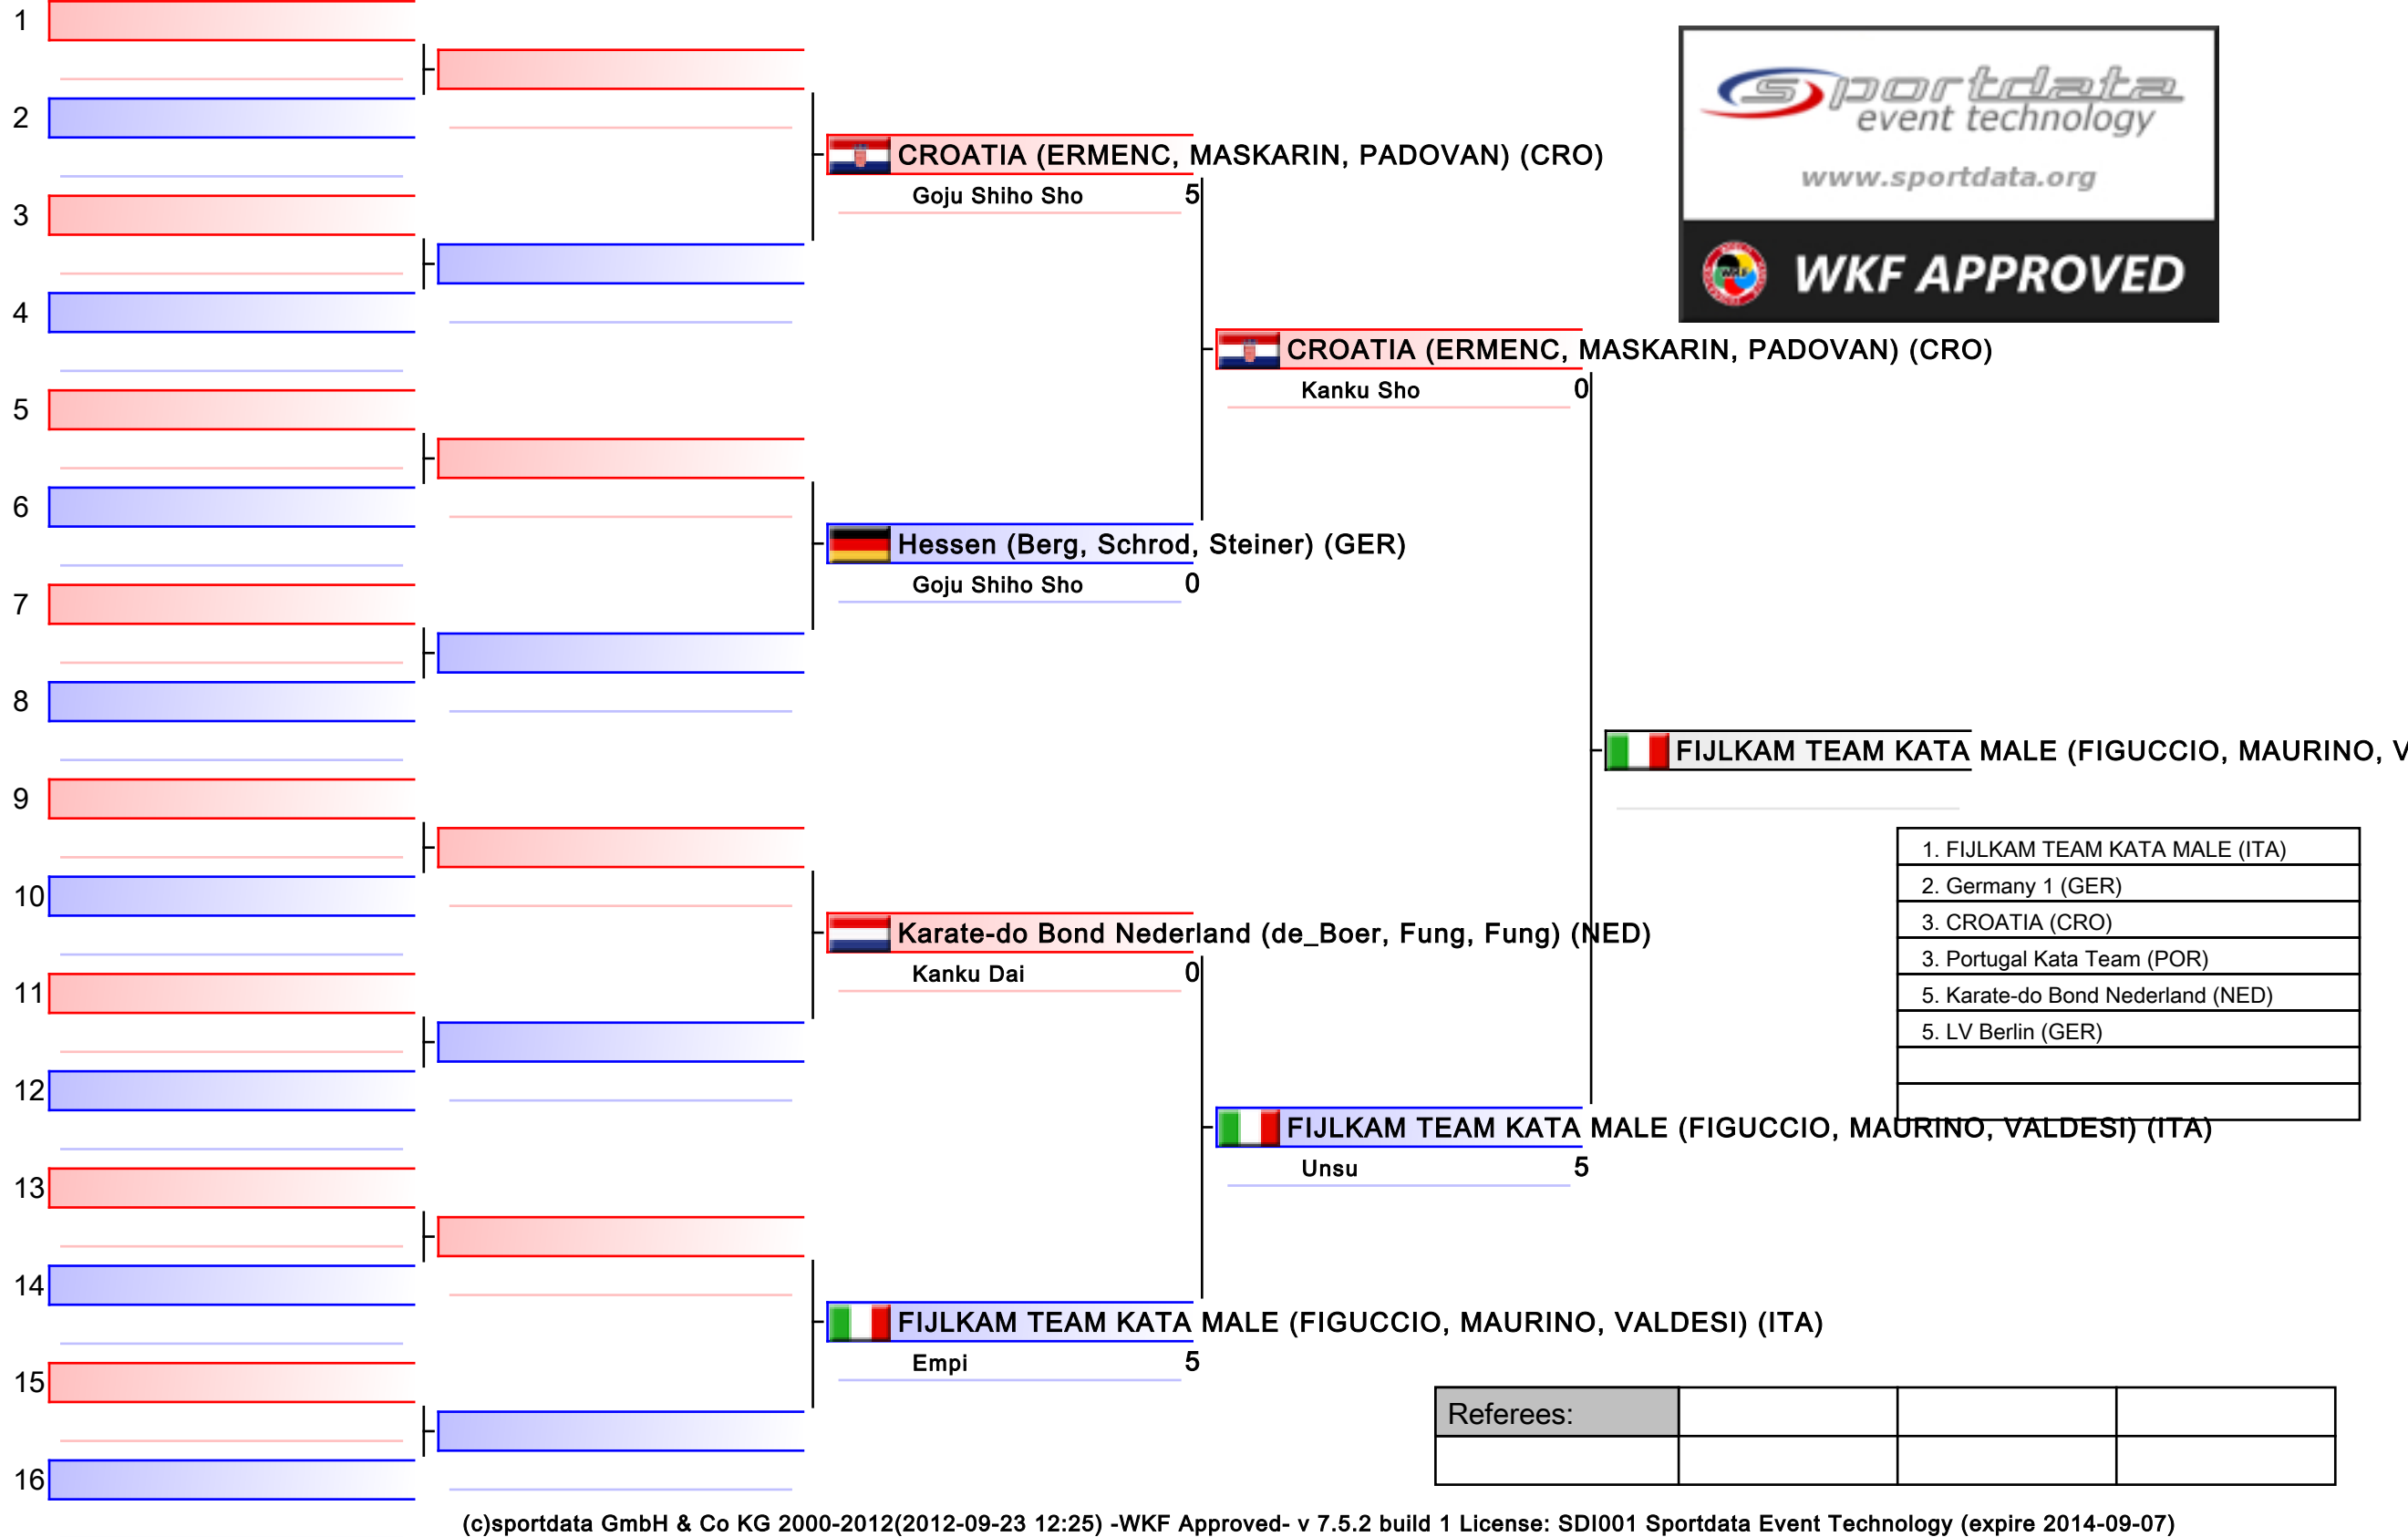 1
2
3
4
5
6
7
8
9
10
11
12
13
14
15
16
CROATIA (ERMENC, MASKARIN, PADOVAN) (CRO)
Goju Shiho Sho 5
Hessen (Berg, Schrod, Steiner) (GER)
Goju Shiho Sho 0
Karate-do Bond Nederland (de_Boer, Fung, Fung) (NED)
Kanku Dai 0
FIJLKAM TEAM KATA MALE (FIGUCCIO, MAURINO, VALDESI) (ITA)
Empi 5
CROATIA (ERMENC, MASKARIN, PADOVAN) (CRO)
Kanku Sho 0
FIJLKAM TEAM KATA MALE (FIGUCCIO, MAURINO, VALDESI) (ITA)
Unsu 5
FIJLKAM TEAM KATA MALE (FIGUCCIO, MAURINO, V
sportdata
event technology
www.sportdata.org
WKF
WKF APPROVED
1. FIJLKAM TEAM KATA MALE (ITA)
2. Germany 1 (GER)
3. CROATIA (CRO)
3. Portugal Kata Team (POR)
5. Karate-do Bond Nederland (NED)
5. LV Berlin (GER)
Referees:
(c)sportdata GmbH & Co KG 2000-2012(2012-09-23 12:25) -WKF Approved- v 7.5.2 build 1 License: SDI001 Sportdata Event Technology (expire 2014-09-07)